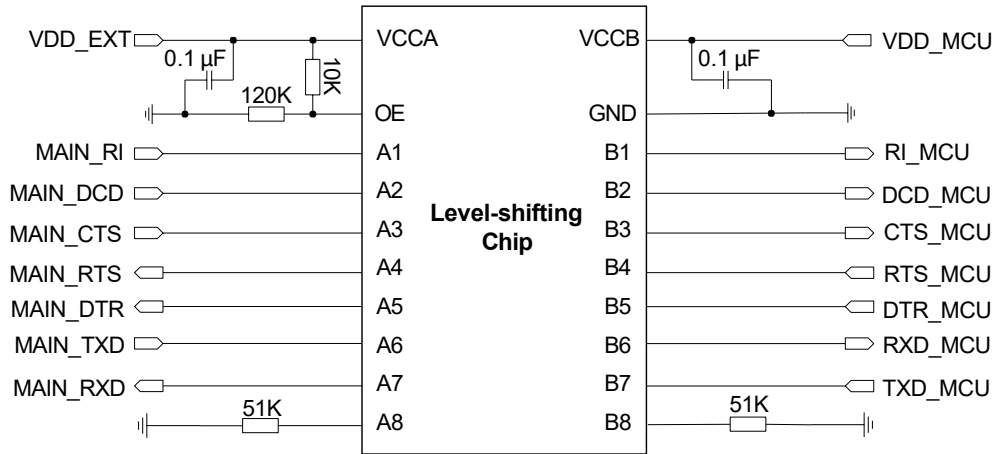 VDD_EXT VCCA VCCB VDD_MCU
0.1 µF 10K 0.1 µF
120K OE GND
MAIN_RI A1 B1 RI_MCU
MAIN_DCD A2 B2 DCD_MCU
MAIN_CTS A3 Level-shifting B3 CTS_MCU
Chip
MAIN_RTS A4 B4 RTS_MCU
MAIN_DTR A5 B5 DTR_MCU
MAIN_TXD A6 B6 RXD_MCU
MAIN_RXD A7 B7 TXD_MCU
51K A8 B8 51K